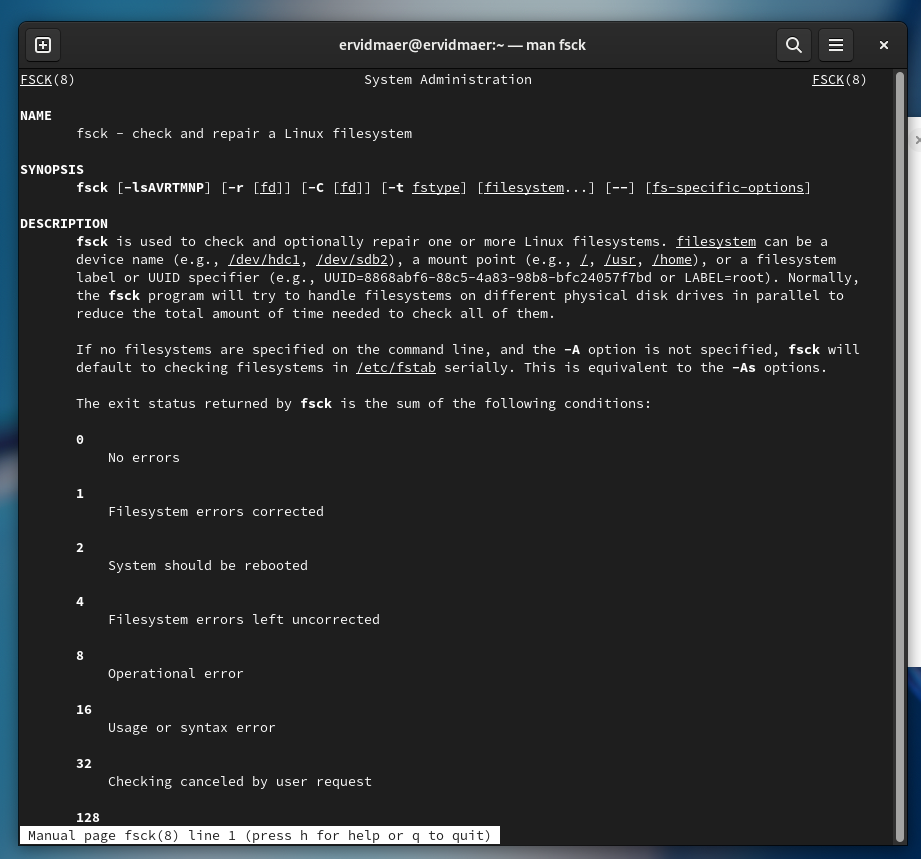 ervidmaer@ervidmaer:~ — man fsck
FSCK(8) System Administration FSCK(8)
NAME
fsck - check and repair a Linux filesystem
SYNOPSIS
fsck [-lsAVRTMNP] [-r [fd]] [-C [fd]] [-t fstype] [filesystem...] [--] [fs-specific-options]
DESCRIPTION
fsck is used to check and optionally repair one or more Linux filesystems. filesystem can be a
device name (e.g., /dev/hdc1, /dev/sdb2), a mount point (e.g., /, /usr, /home), or a filesystem
label or UUID specifier (e.g., UUID=8868abf6-88c5-4a83-98b8-bfc24057f7bd or LABEL=root). Normally,
the fsck program will try to handle filesystems on different physical disk drives in parallel to
reduce the total amount of time needed to check all of them.
If no filesystems are specified on the command line, and the -A option is not specified, fsck will
default to checking filesystems in /etc/fstab serially. This is equivalent to the -As options.
The exit status returned by fsck is the sum of the following conditions:
0
No errors
1
Filesystem errors corrected
2
System should be rebooted
4
Filesystem errors left uncorrected
8
Operational error
16
Usage or syntax error
32
Checking canceled by user request
128
Manual page fsck(8) line 1 (press h for help or q to quit)